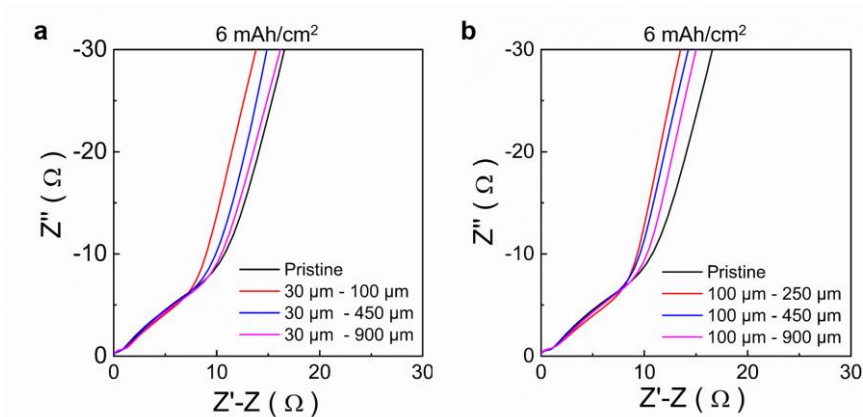 a
6 mAh/cm²
-30
-20
-10
0
Z'' ( Ω )
0
10
20
30
Z'-Z ( Ω )
Pristine
30 µm - 100 µm
30 µm - 450 µm
30 µm - 900 µm
b
6 mAh/cm²
-30
-20
-10
0
Z'' ( Ω )
0
10
20
30
Z'-Z ( Ω )
Pristine
100 µm - 250 µm
100 µm - 450 µm
100 µm - 900 µm